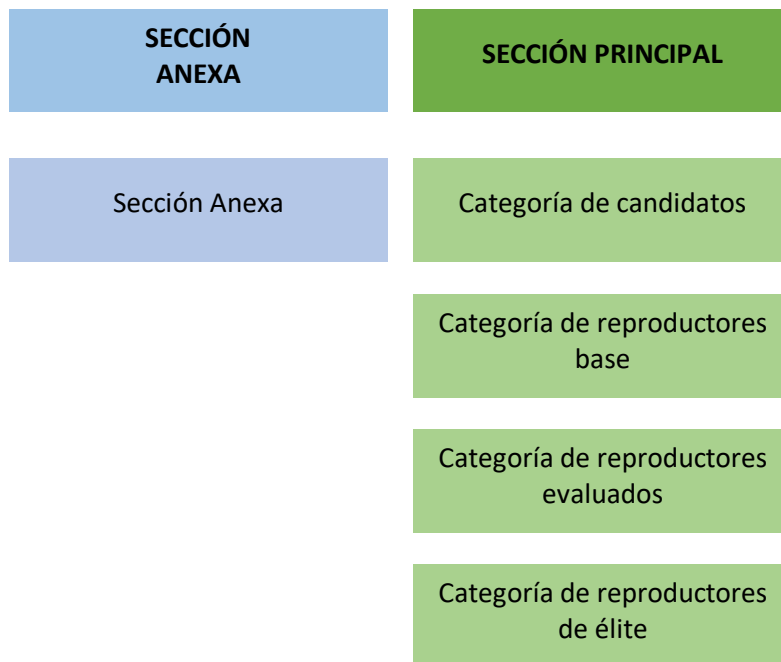 SECCIÓN
ANEXA
SECCIÓN PRINCIPAL
Sección Anexa
Categoría de candidatos
Categoría de reproductores
base
Categoría de reproductores
evaluados
Categoría de reproductores
de élite